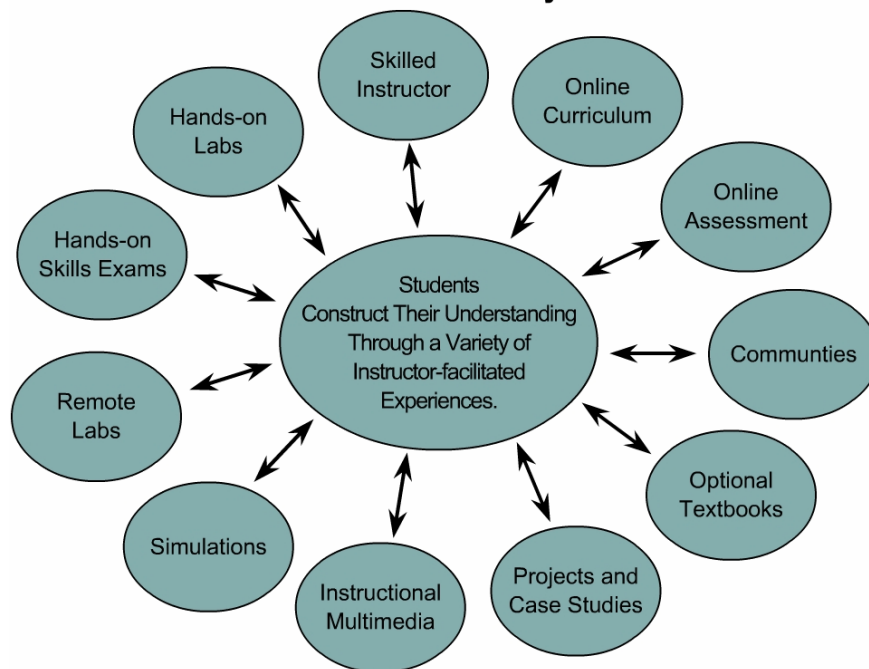 Skilled
Instructor
Online
Curriculum
Hands-on
Labs
Online
Assessment
Hands-on
Skills Exams
Students
Construct Their Understanding
Through a Variety of
Instructor-facilitated
Experiences.
Communties
Remote
Labs
Optional
Textbooks
Simulations
Instructional
Multimedia
Projects and
Case Studies